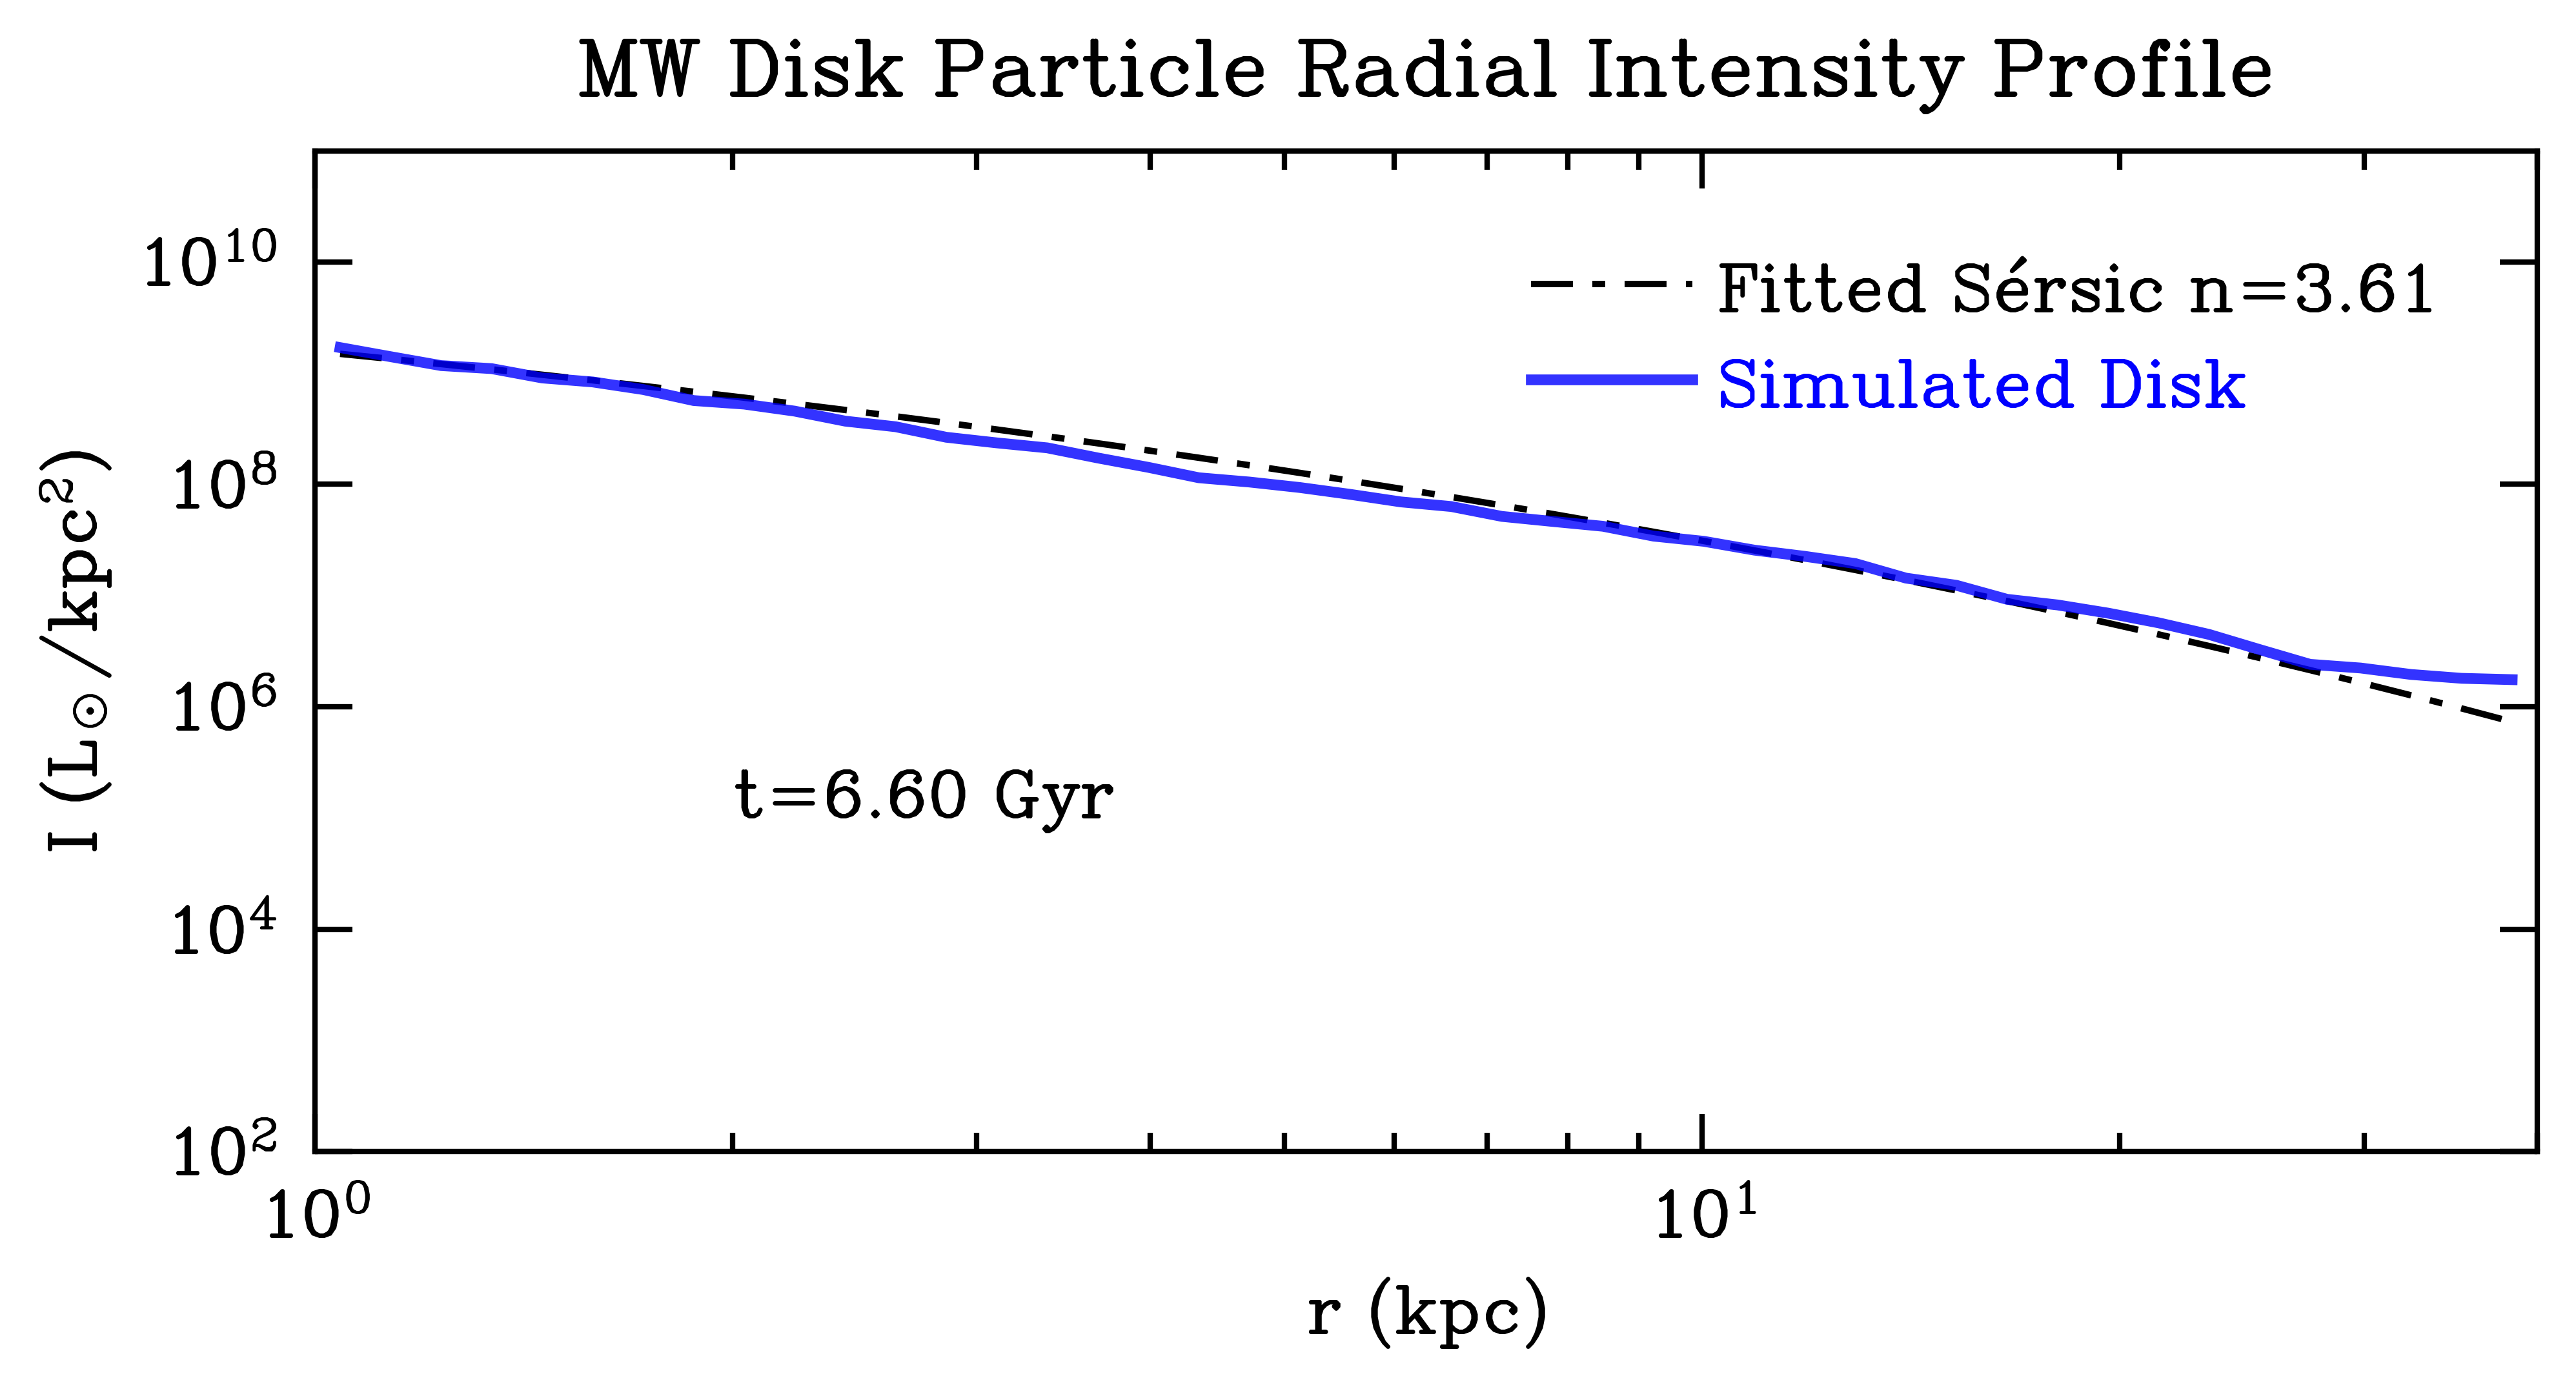 MW Disk Particle Radial Intensity Profile
I (L☉/kpc²)
10¹⁰
10⁸
10⁶
10⁴
10²
Fitted Sérsic n=3.61
Simulated Disk
t=6.60 Gyr
10⁰
10¹
r (kpc)